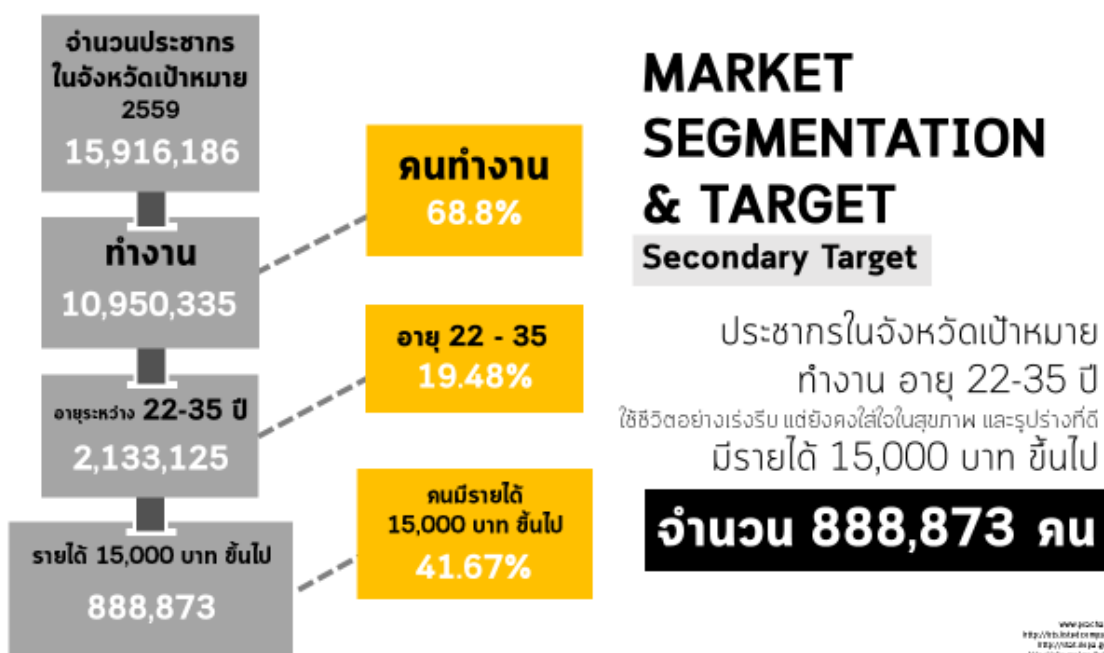 จำนวนประชากร
ในจังหวัดเป้าหมาย
2559
15,916,186
ทำงาน
10,950,335
อายุระหว่าง 22-35 ปี
2,133,125
รายได้ 15,000 บาท ขึ้นไป
888,873
คนทำงาน
68.8%
อายุ 22 - 35
19.48%
คนมีรายได้
15,000 บาท ขึ้นไป
41.67%
MARKET
SEGMENTATION
& TARGET
Secondary Target
ประชากรในจังหวัดเป้าหมาย
ทำงาน อายุ 22-35 ปี
ใช้ชีวิตอย่างเร่งรีบ แต่ยังคงใส่ใจในสุขภาพ และรูปร่างที่ดี
มีรายได้ 15,000 บาท ขึ้นไป
จำนวน 888,873 คน